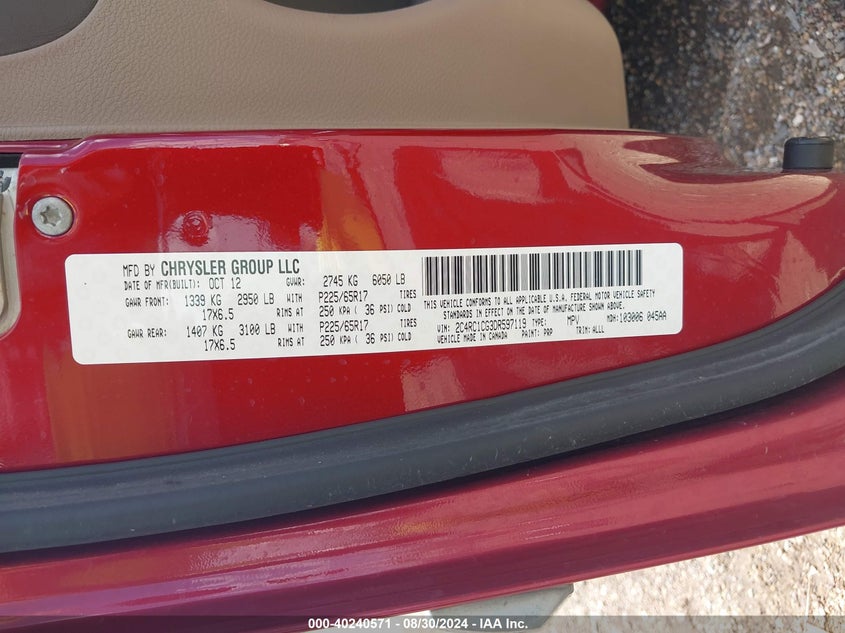 MFD BY CHRYSLER GROUP LLC
DATE OF MFR(BUILT): OCT 12 GVWR: 2745 KG 6050 LB
GAWR FRONT: 1339 KG 2950 LB WITH P225/65R17 TIRES
17X6.5 RIMS AT 250 KPA ( 36 PSI) COLD
GAWR REAR: 1407 KG 3100 LB WITH P225/65R17 TIRES
17X6.5 RIMS AT 250 KPA ( 36 PSI) COLD
THIS VEHICLE CONFORMS TO ALL APPLICABLE U.S.A. FEDERAL MOTOR VEHICLE SAFETY
STANDARDS IN EFFECT ON THE DATE OF MANUFACTURE SHOWN ABOVE.
VIN: 2C4RC1CG3DR597119 TYPE: MPV MDH: 103006 045AA
VEHICLE MADE IN CANADA PAINT: PRP TRIM: ALLL
000-40240571 - 08/30/2024 - IAA Inc.